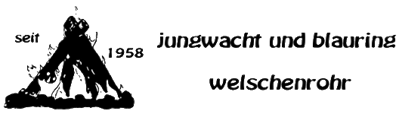 seit
1958
jungwacht und blauring
welschenrohr